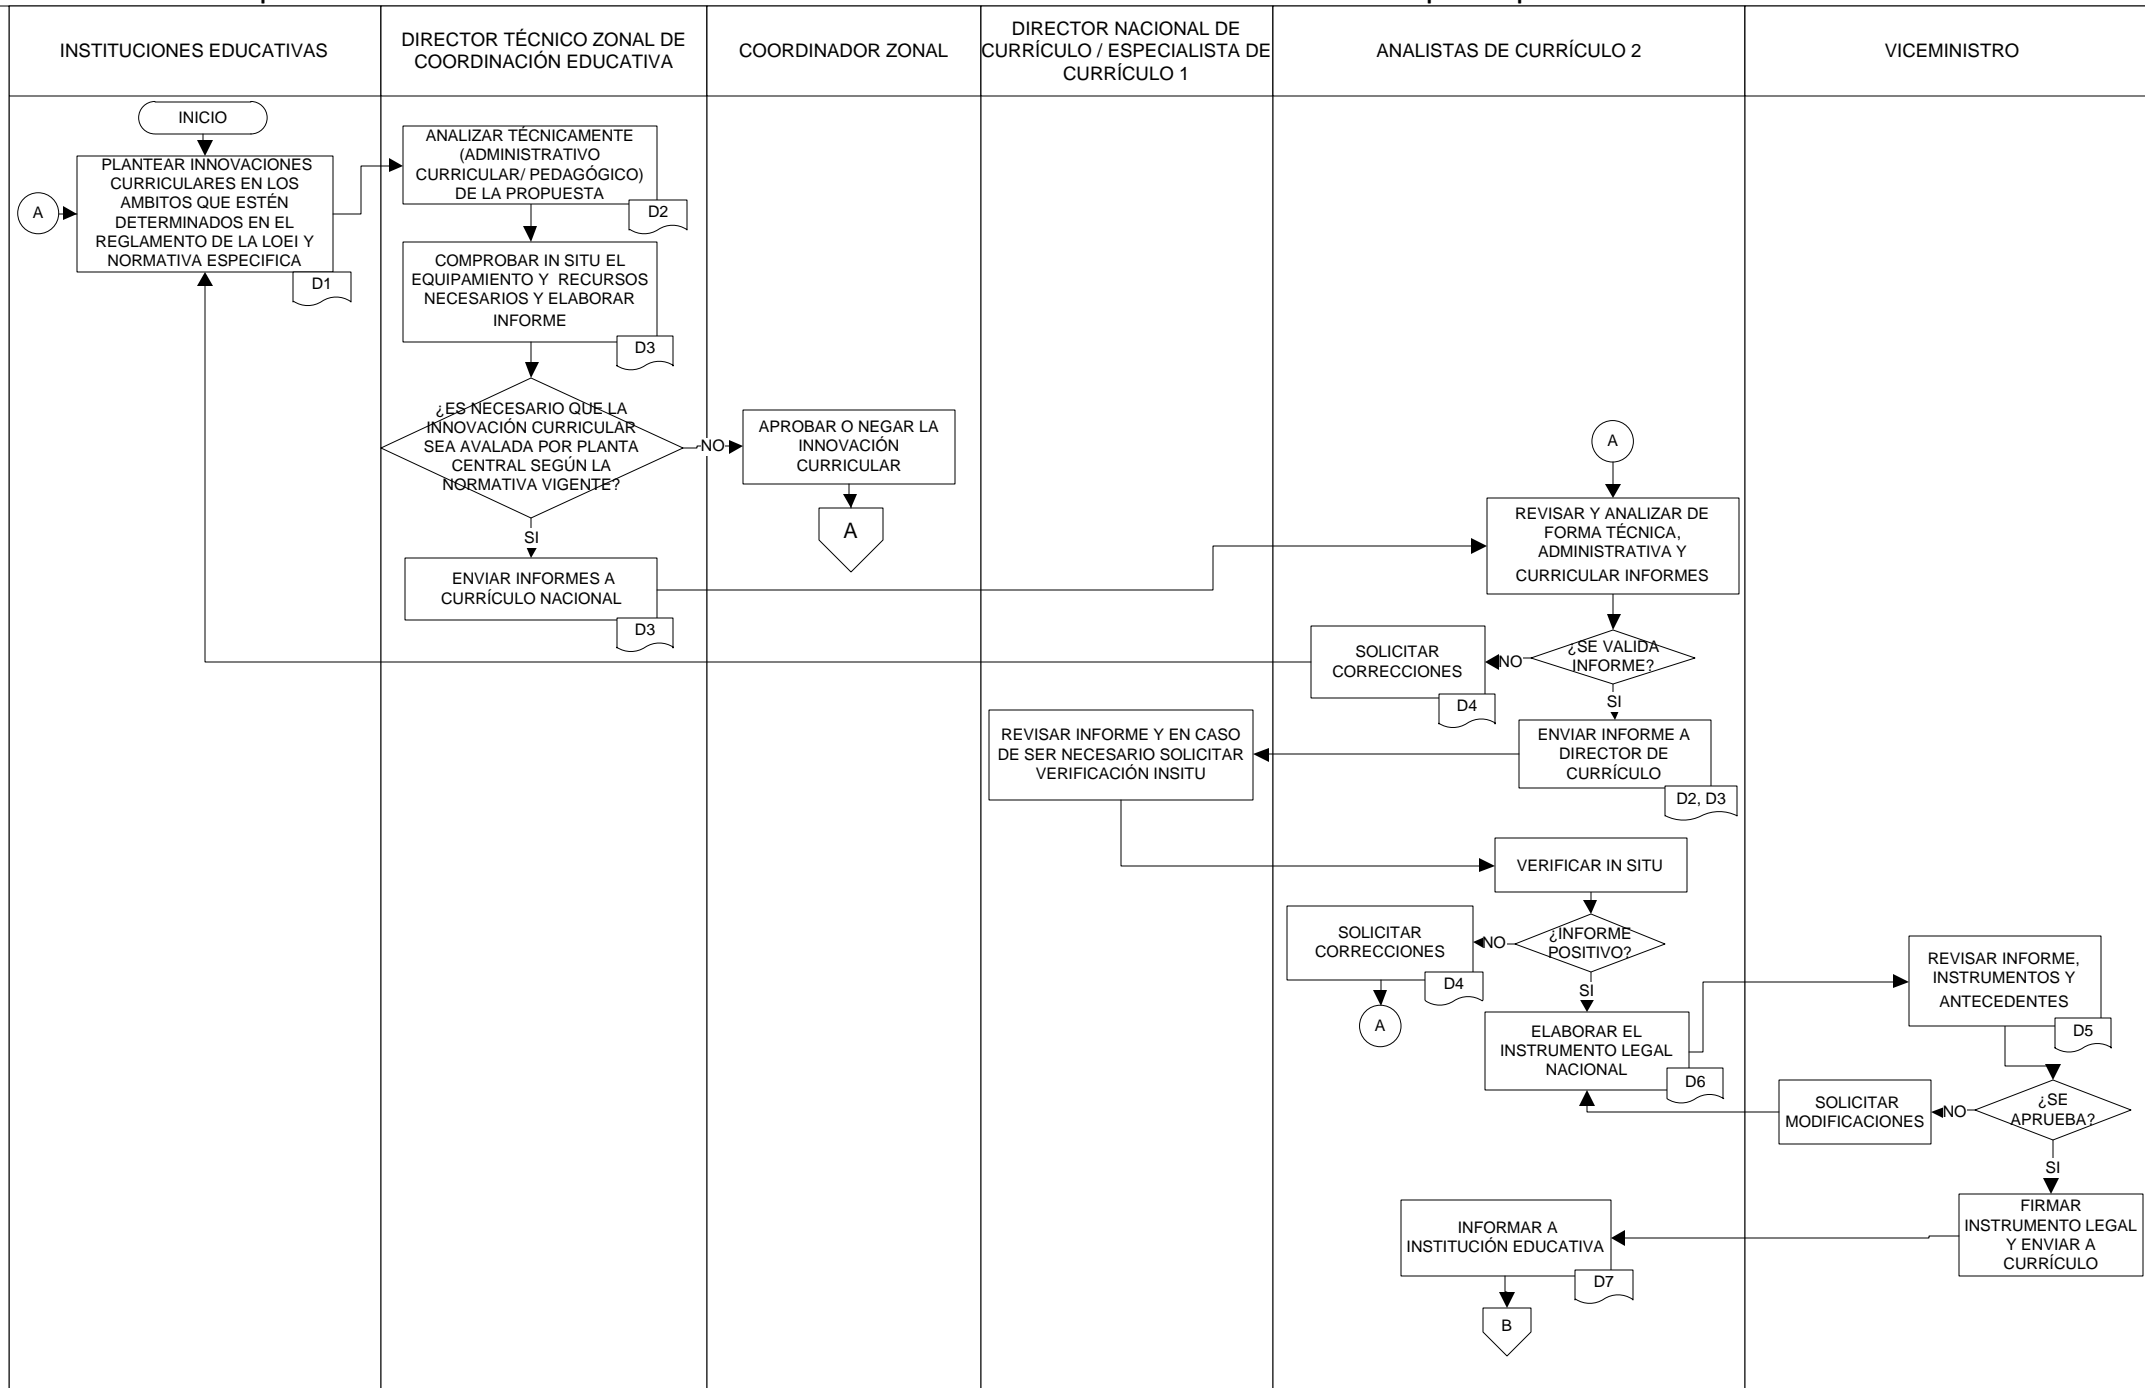 INSTITUCIONES EDUCATIVAS
DIRECTOR TÉCNICO ZONAL DE
COORDINACIÓN EDUCATIVA
COORDINADOR ZONAL
DIRECTOR NACIONAL DE
CURRÍCULO / ESPECIALISTA DE
CURRÍCULO 1
ANALISTAS DE CURRÍCULO 2
VICEMINISTRO
INICIO
PLANTEAR INNOVACIONES
CURRICULARES EN LOS
AMBITOS QUE ESTÉN
DETERMINADOS EN EL
REGLAMENTO DE LA LOEI Y
NORMATIVA ESPECIFICA
A
D1
ANALIZAR TÉCNICAMENTE
(ADMINISTRATIVO
CURRICULAR/ PEDAGÓGICO)
DE LA PROPUESTA
D2
COMPROBAR IN SITU EL
EQUIPAMIENTO Y RECURSOS
NECESARIOS Y ELABORAR
INFORME
D3
¿ES NECESARIO QUE LA
INNOVACIÓN CURRICULAR
SEA AVALADA POR PLANTA
CENTRAL SEGÚN LA
NORMATIVA VIGENTE?
NO
SI
APROBAR O NEGAR LA
INNOVACIÓN
CURRICULAR
A
ENVIAR INFORMES A
CURRÍCULO NACIONAL
D3
A
REVISAR Y ANALIZAR DE
FORMA TÉCNICA,
ADMINISTRATIVA Y
CURRICULAR INFORMES
¿SE VALIDA
INFORME?
NO
SOLICITAR
CORRECCIONES
D4
SI
ENVIAR INFORME A
DIRECTOR DE
CURRÍCULO
D2, D3
REVISAR INFORME Y EN CASO
DE SER NECESARIO SOLICITAR
VERIFICACIÓN INSITU
VERIFICAR IN SITU
¿INFORME
POSITIVO?
NO
SOLICITAR
CORRECCIONES
D4
A
SI
ELABORAR EL
INSTRUMENTO LEGAL
NACIONAL
D6
REVISAR INFORME,
INSTRUMENTOS Y
ANTECEDENTES
D5
¿SE
APRUEBA?
NO
SOLICITAR
MODIFICACIONES
SI
FIRMAR
INSTRUMENTO LEGAL
Y ENVIAR A
CURRÍCULO
INFORMAR A
INSTITUCIÓN EDUCATIVA
D7
B